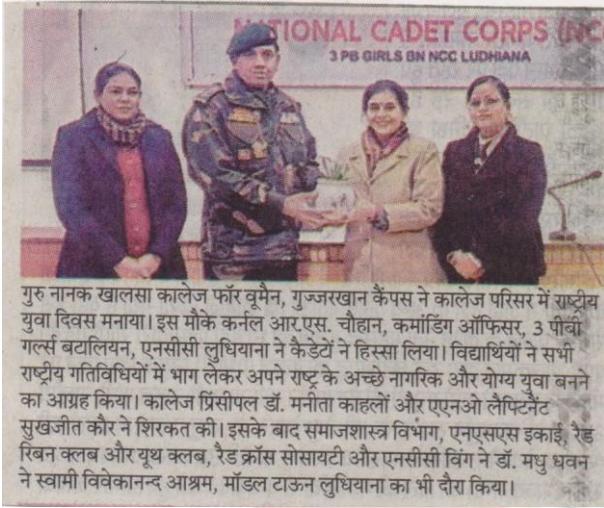 NATIONAL CADET CORPS (NCC
3 PB GIRLS BN NCC LUDHIANA
गुरु नानक खालसा कालेज फॉर वूमैन, गुज्जरखान कैंपस ने कालेज परिसर में राष्ट्रीय
युवा दिवस मनाया। इस मौके कर्नल आर.एस. चौहान, कमांडिंग ऑफिसर, 3 पीबी
गर्ल्स बटालियन, एनसीसी लुधियाना ने कैडेटों ने हिस्सा लिया। विद्यार्थियों ने सभी
राष्ट्रीय गतिविधियों में भाग लेकर अपने राष्ट्र के अच्छे नागरिक और योग्य युवा बनने
का आग्रह किया। कालेज प्रिंसीपल डॉ. मनीता काहलों और एएनओ लैफ्टिनैंट
सुखजीत कौर ने शिरकत की। इसके बाद समाजशास्त्र विभाग, एनएसएस इकाई, रैड
रिबन क्लब और यूथ क्लब, रैड क्रॉस सोसायटी और एनसीसी विंग ने डॉ. मधु धवन
ने स्वामी विवेकानन्द आश्रम, मॉडल टाऊन लुधियाना का भी दौरा किया।